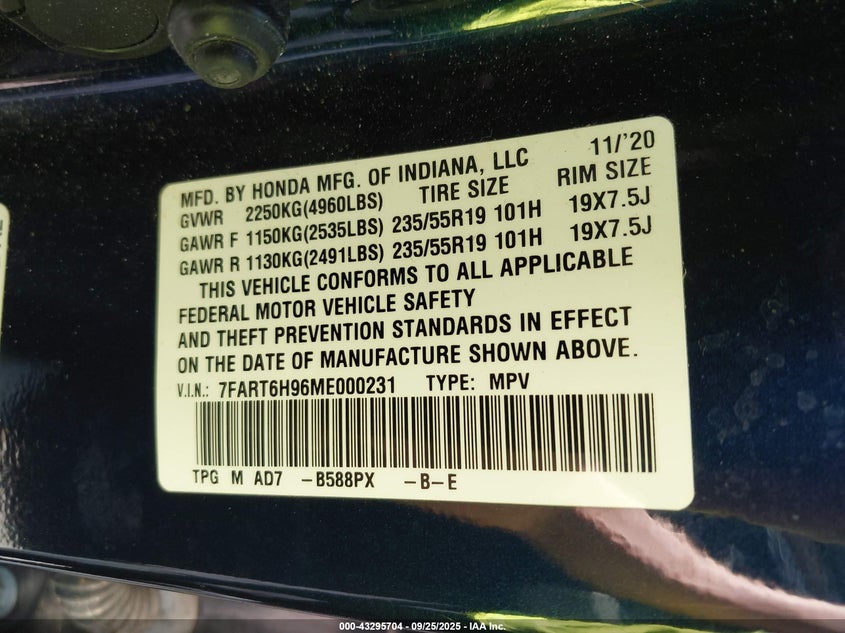 11/'20
MFD. BY HONDA MFG. OF INDIANA, LLC
GVWR 2250KG(4960LBS) TIRE SIZE RIM SIZE
GAWR F 1150KG(2535LBS) 235/55R19 101H 19X7.5J
GAWR R 1130KG(2491LBS) 235/55R19 101H 19X7.5J
THIS VEHICLE CONFORMS TO ALL APPLICABLE
FEDERAL MOTOR VEHICLE SAFETY
AND THEFT PREVENTION STANDARDS IN EFFECT
ON THE DATE OF MANUFACTURE SHOWN ABOVE.
V.I.N.: 7FART6H96ME000231 TYPE: MPV
TPG M AD7 -B588PX -B-E
000-43295704 - 09/25/2025 - IAA Inc.